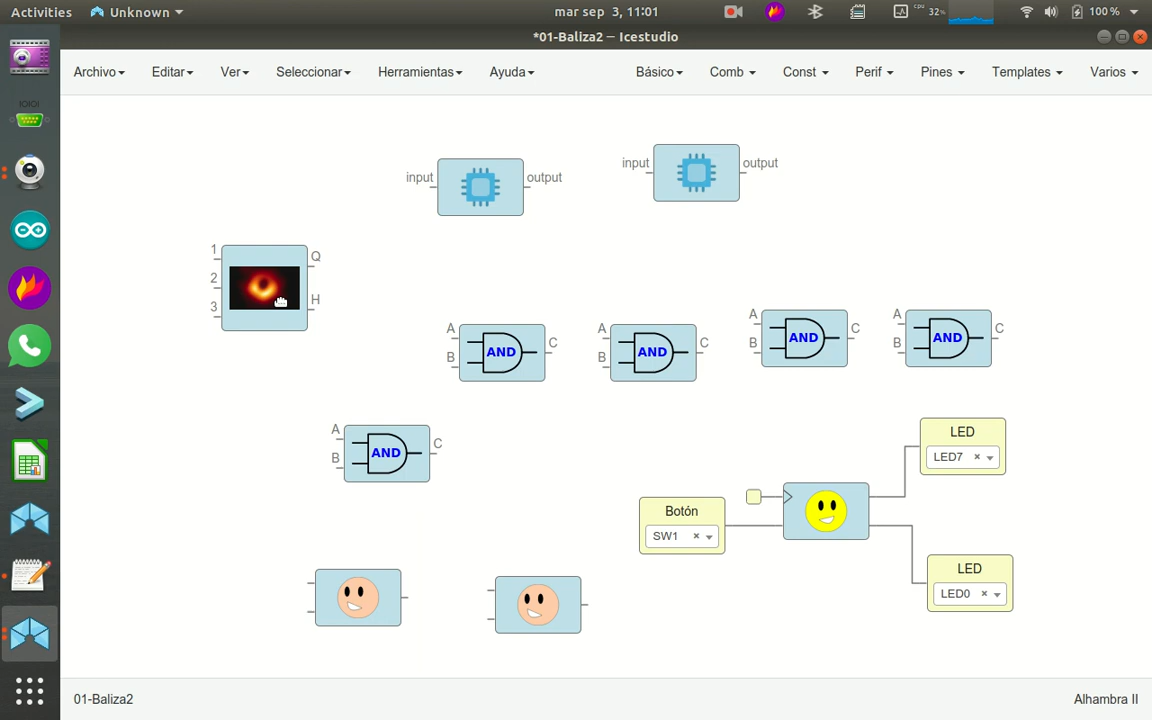 Activities Unknown mar sep 3, 11:01 cpu 32% 100 %
*01-Baliza2 – Icestudio
Archivo Editar Ver Seleccionar Herramientas Ayuda Básico Comb Const Perif Pines Templates Varios
input output
input output
1 Q
2
3 H
A B AND C
A B AND C
A B AND C
A B AND C
A B AND C
LED
LED7 ×
Botón
SW1 ×
LED
LED0 ×
01-Baliza2 Alhambra II